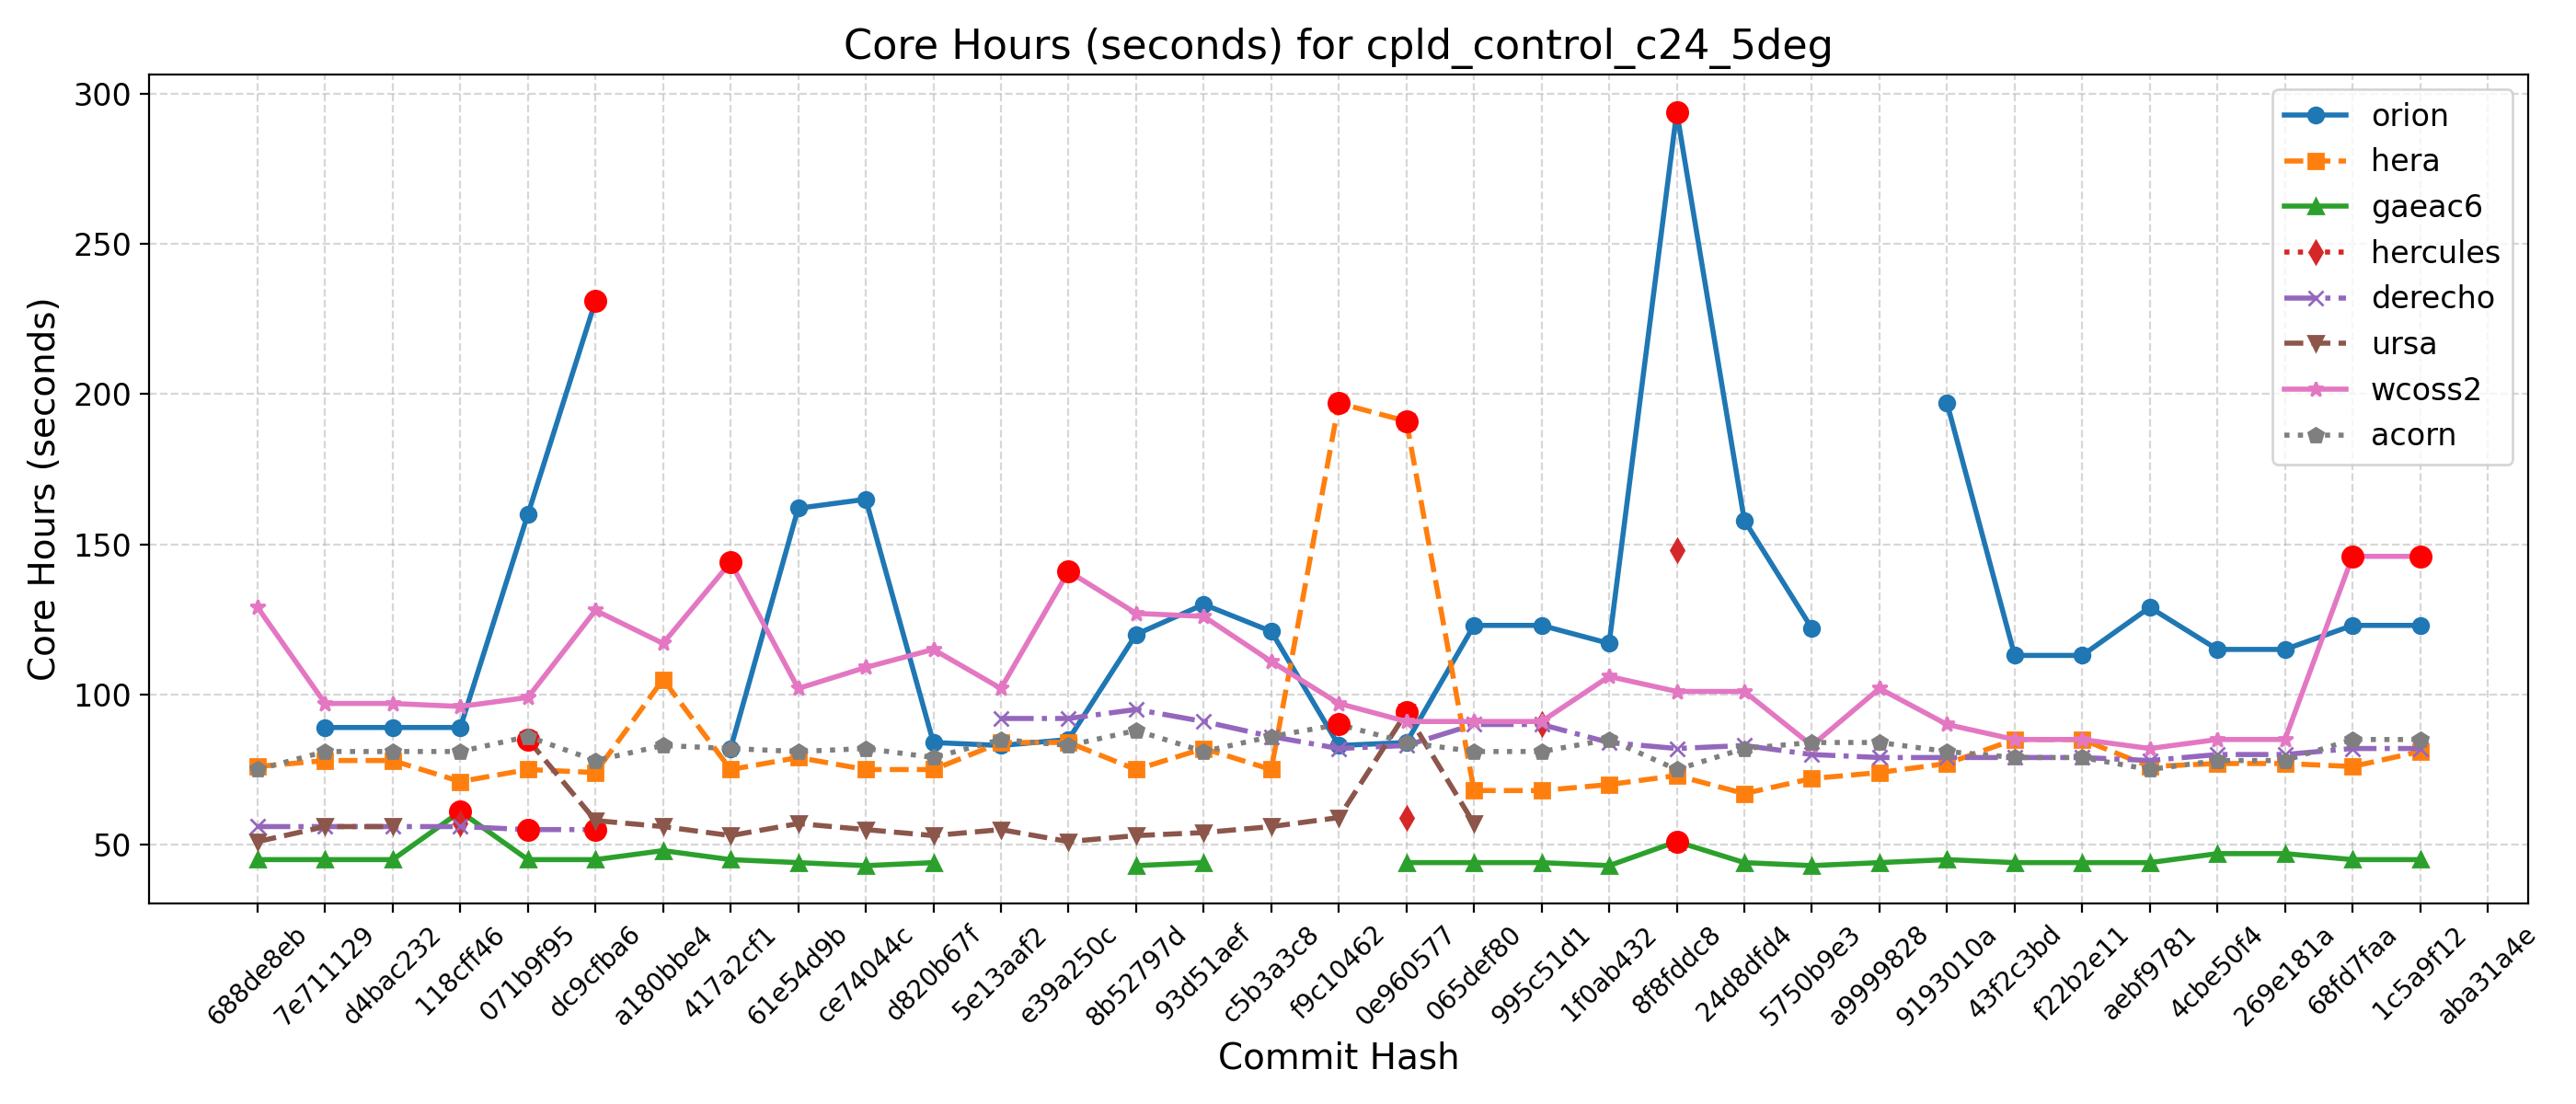 Core Hours (seconds) for cpld_control_c24_5deg
Core Hours (seconds)
300
250
200
150
100
50
orion
hera
gaeac6
hercules
derecho
ursa
wcoss2
acorn
688de8eb
7e711129
d4bac232
118cff46
071b9f95
dc9cfba6
a180bbe4
417a2cf1
61e54d9b
ce74044c
d820b67f
5e13aaf2
e39a250c
8b52797d
93d51aef
c5b3a3c8
f9c10462
0e960577
065def80
995c51d1
1f0ab432
8f8fddc8
24d8dfd4
5750b9e3
a9999828
9193010a
43f2c3bd
f22b2e11
aebf9781
4cbe50f4
269e181a
68fd7faa
1c5a9f12
aba31a4e
Commit Hash